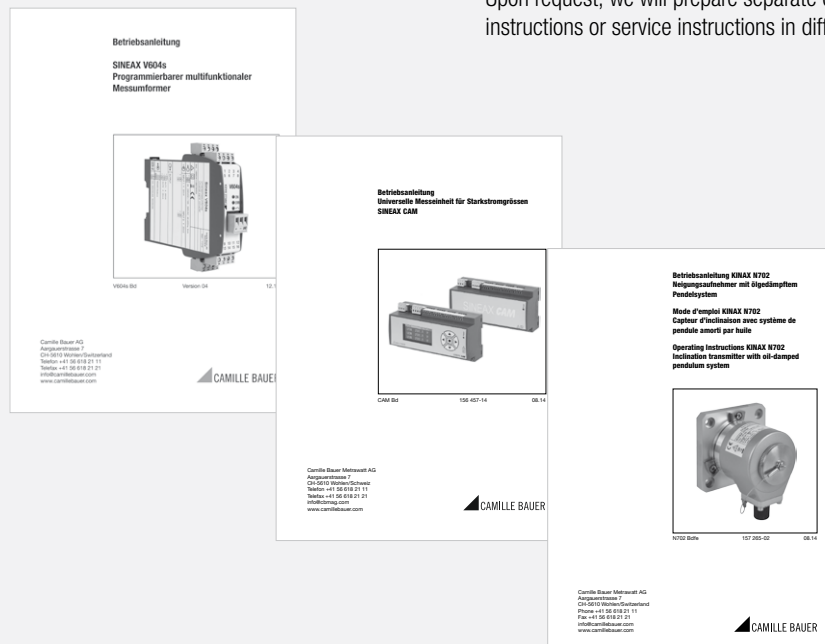 Upon request, we will prepare separate
instructions or service instructions in
Betriebsanleitung
SINEAX V604s
Programmierbarer multifunktionaler
Messumformer
V604s Bd Version 04 12.1
Camille Bauer AG
Aargauerstrasse 7
CH-5610 Wohlen/Switzerland
Telefon +41 56 618 21 11
Telefax +41 56 618 21 21
info@camillebauer.com
www.camillebauer.com
CAMILLE BAUE
Betriebsanleitung
Universelle Messeinheit für Starkstromgrössen
SINEAX CAM
SINEAX CAM
CAM Bd 156 457-14 08.14
Camille Bauer Metrawatt AG
Aargauerstrasse 7
CH-5610 Wohlen/Schweiz
Telefon +41 56 618 21 11
Telefax +41 56 618 21 21
info@cbmag.com
www.camillebauer.com
CAMILLE BAUER
Betriebsanleitung KINAX N702
Neigungsaufnehmer mit ölgedämpftem
Pendelsystem
Mode d'emploi KINAX N702
Capteur d'inclinaison avec système de
pendule amorti par huile
Operating Instructions KINAX N702
Inclination transmitter with oil-damped
pendulum system
N702 Bdfe 157 265-02 08.14
Camille Bauer Metrawatt AG
Aargauerstrasse 7
CH-5610 Wohlen/Switzerland
Phone +41 56 618 21 11
Fax +41 56 618 21 21
info@camillebauer.com
www.camillebauer.com
CAMILLE BAUER